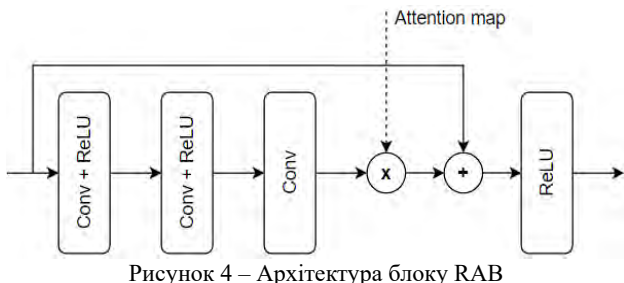 Attention map
Conv + ReLU
Conv + ReLU
Conv
x
+
ReLU
Рисунок 4 – Архітектура блоку RAB